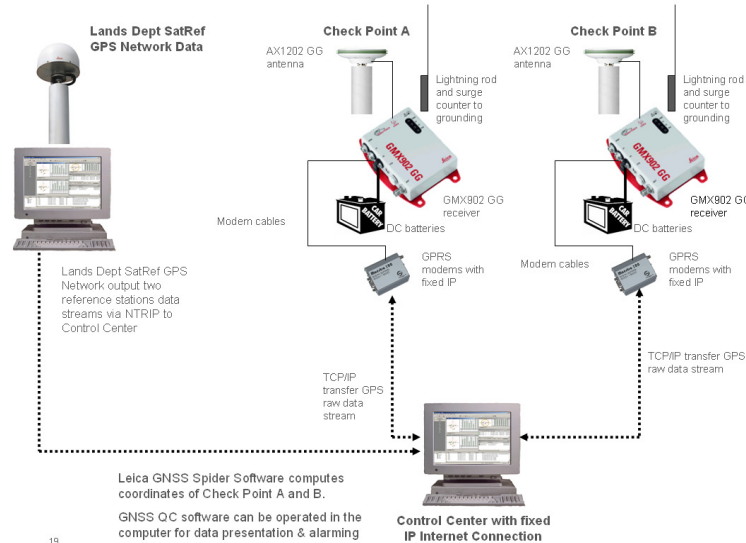 Lands Dept SatRef
GPS Network Data
Check Point A
Check Point B
AX1202 GG
antenna
Lightning rod
and surge
counter to
grounding
GMX902 GG
GMX902 GG
receiver
CAR
BATTERY
DC batteries
Modem cables
GPRS
modems with
fixed IP
AX1202 GG
antenna
Lightning rod
and surge
counter to
grounding
GMX902 GG
GMX902 GG
receiver
CAR
BATTERY
DC batteries
Modem cables
GPRS
modems with
fixed IP
Lands Dept SatRef GPS
Network output two
reference stations data
streams via NTRIP to
Control Center
TCP/IP
transfer GPS
raw data
stream
TCP/IP transfer GPS
raw data stream
Leica GNSS Spider Software computes
coordinates of Check Point A and B.
GNSS QC software can be operated in the
computer for data presentation & alarming
Control Center with fixed
IP Internet Connection
19